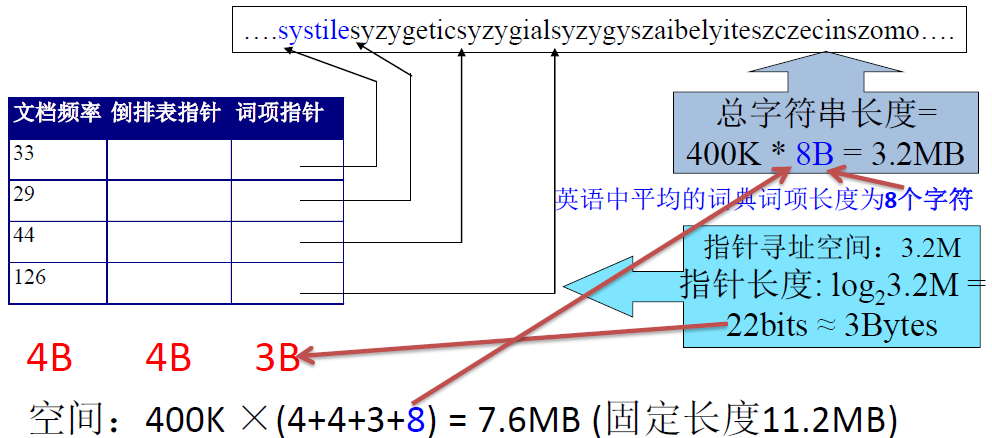 ….systilesyzygeticsyzygialsyzygyszaibelyiteszczecinszomo….
文档频率 倒排表指针 词项指针
33
29
44
126
总字符串长度=
400K * 8B = 3.2MB
英语中平均的词典词项长度为8个字符
指针寻址空间：3.2M
指针长度: log₂3.2M =
22bits ≈ 3Bytes
4B 4B 3B
空间：400K ×(4+4+3+8) = 7.6MB (固定长度11.2MB)